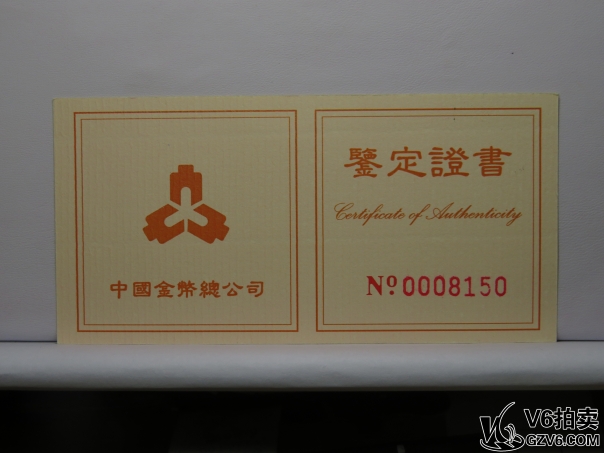 中國金幣總公司
鑒定證書
Certificate of Authenticity
Nº0008150
V6拍卖
GZV6.COM